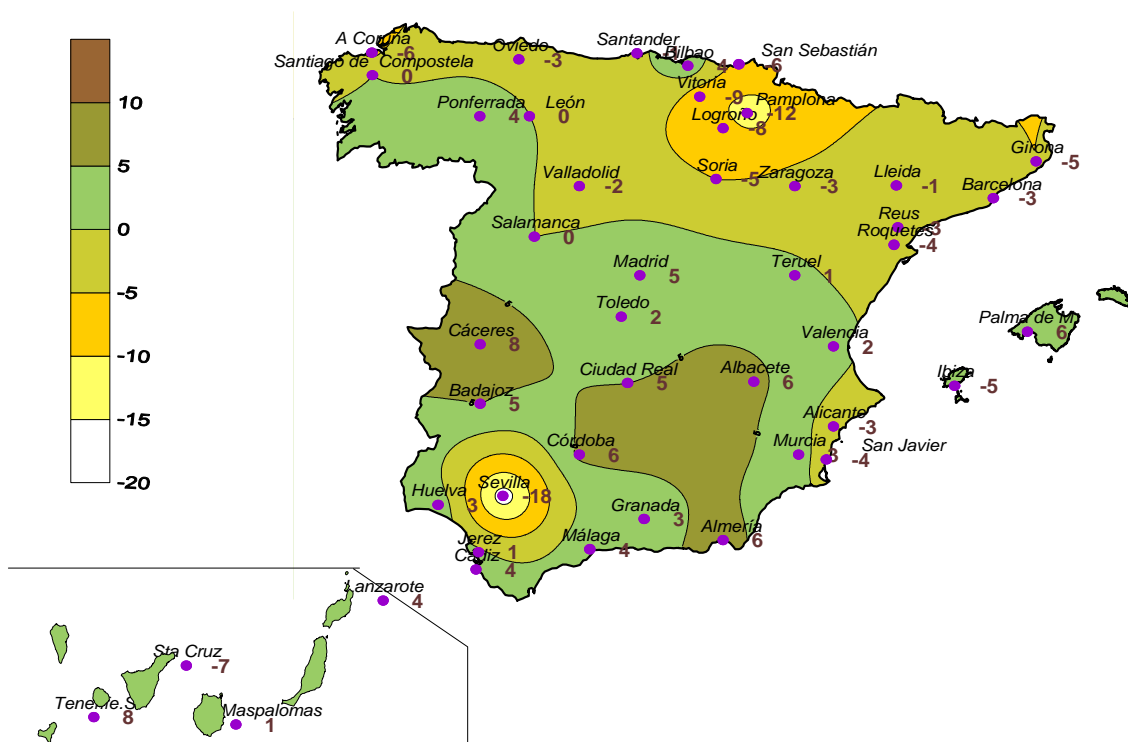 10
5
0
-5
-10
-15
-20
A Coruña
-6
Santiago de Compostela
0
Oviedo
-3
Santander
Bilbao
4
San Sebastián
-6
Vitoria
-9
Pamplona
-12
Logroño
-8
Ponferrada
4
León
0
Valladolid
-2
Soria
-5
Zaragoza
-3
Lleida
-1
Girona
-5
Barcelona
-3
Reus
-3
Roquetes
-4
Salamanca
0
Madrid
5
Teruel
1
Toledo
2
Cáceres
8
Valencia
2
Palma de M.
6
Ibiza
-5
Ciudad Real
5
Albacete
6
Badajoz
5
Alicante
-3
Córdoba
6
Murcia
3
San Javier
-4
Sevilla
-18
Huelva
3
Granada
3
Almería
6
Jerez
1
Cádiz
4
Málaga
4
Lanzarote
4
Sta Cruz
-7
Tenerife.S
8
Maspalomas
1